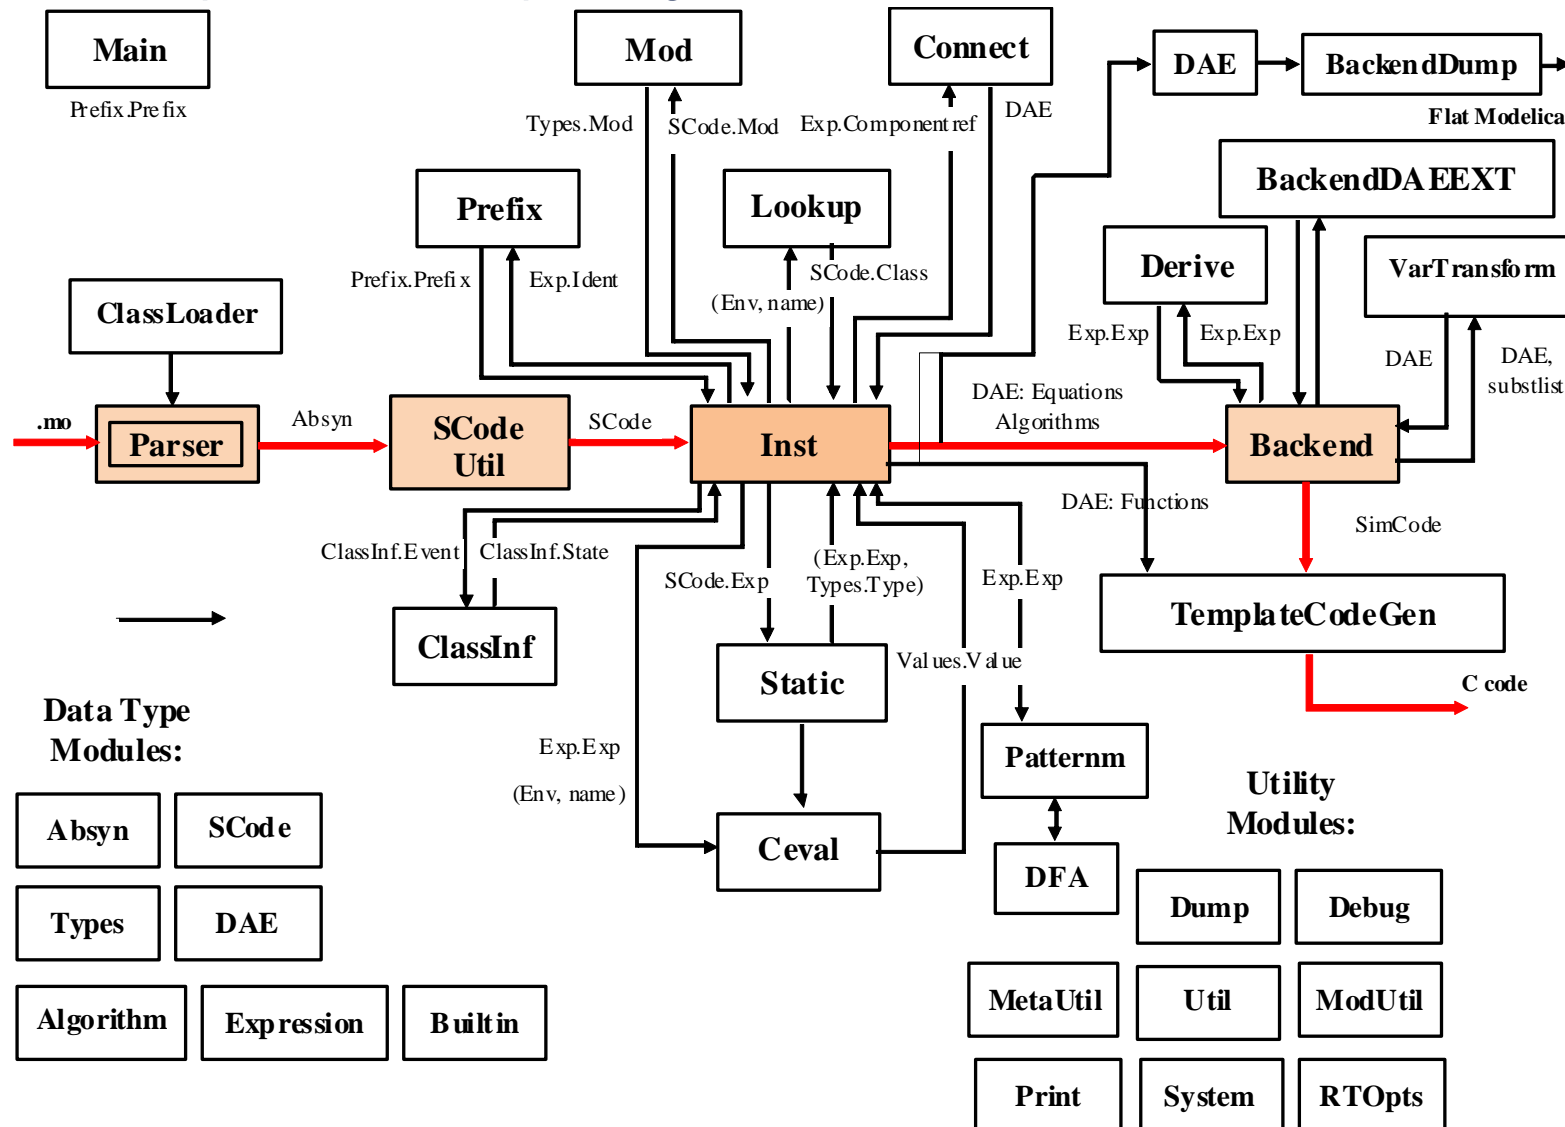 Main
Prefix.Prefix
Mod
Connect
DAE
BackendDump
Flat Modelica
Types.Mod
SCode.Mod
Exp.Componentref
DAE
Prefix
Lookup
BackendDAEEXT
Derive
VarTransform
Prefix.Prefix
Exp.Ident
SCode.Class
(Env, name)
ClassLoader
Exp.Exp
Exp.Exp
DAE
DAE,
substlist
.mo
Parser
Absyn
SCode
Util
SCode
Inst
DAE: Equations
Algorithms
Backend
DAE: Functions
SimCode
ClassInf.Event
ClassInf.State
SCode.Exp
(Exp.Exp,
Types.Type)
Exp.Exp
TemplateCodeGen
C code
ClassInf
Static
Values.Value
Data Type
Modules:
Exp.Exp
(Env, name)
Patternm
Utility
Modules:
Absyn
SCode
Ceval
DFA
Types
DAE
Dump
Debug
Algorithm
Expression
Builtin
MetaUtil
Util
ModUtil
Print
System
RTOpts